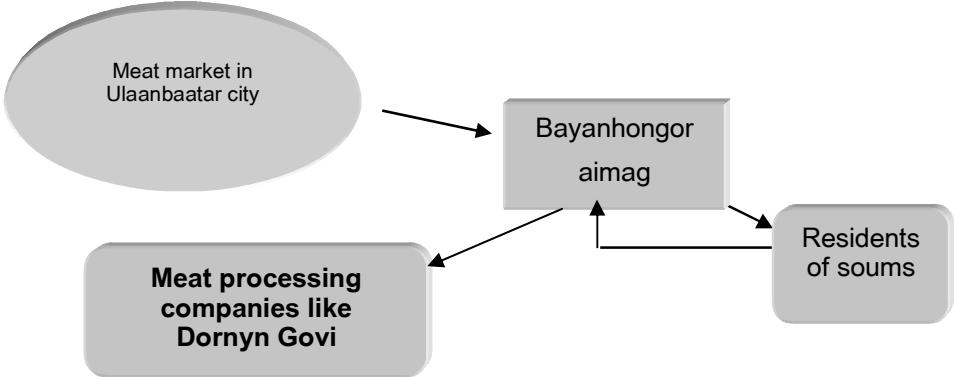 Meat market in
Ulaanbaatar city
Bayanhongor
aimag
Residents
of soums
Meat processing
companies like
Dornyn Govi